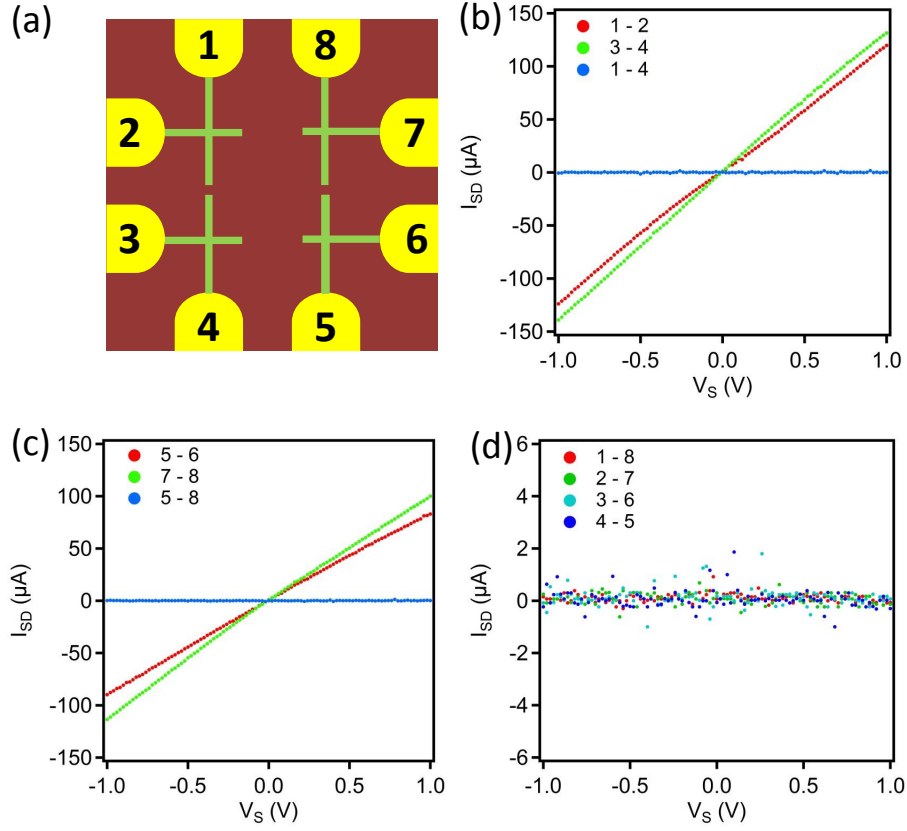 (a)
1 8
2 7
3 6
4 5
(b)
150
100
50
0
-50
-100
-150
I_SD (µA)
1 - 2
3 - 4
1 - 4
-1.0 -0.5 0.0 0.5 1.0
V_S (V)
(c)
150
100
50
0
-50
-100
-150
I_SD (µA)
5 - 6
7 - 8
5 - 8
-1.0 -0.5 0.0 0.5 1.0
V_S (V)
(d)
6
4
2
0
-2
-4
-6
I_SD (µA)
1 - 8
2 - 7
3 - 6
4 - 5
-1.0 -0.5 0.0 0.5 1.0
V_S (V)